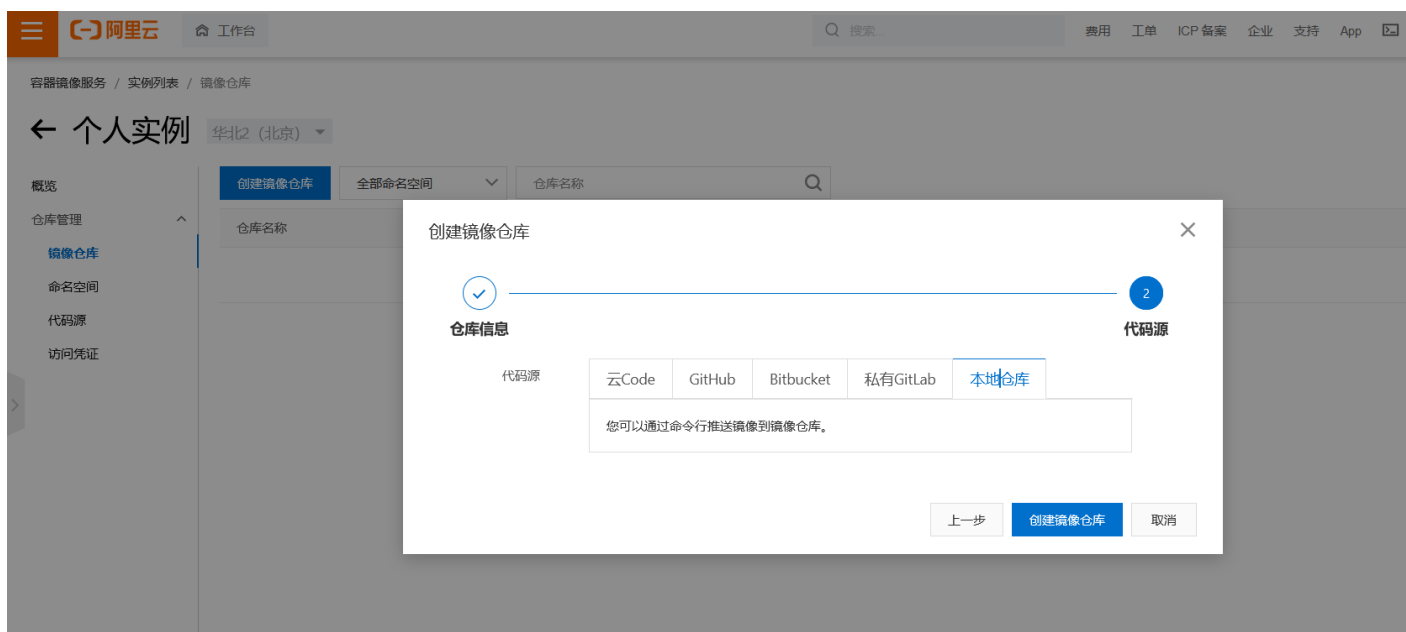 阿里云 工作台 搜索... 费用 工单 ICP 备案 企业 支持 App
容器镜像服务 / 实例列表 / 镜像仓库
个人实例 华北2（北京）
概览
仓库管理
镜像仓库
命名空间
代码源
访问凭证
创建镜像仓库 全部命名空间 仓库名称
仓库名称
创建镜像仓库
2
仓库信息 代码源
代码源 云Code GitHub Bitbucket 私有GitLab 本地仓库
您可以通过命令行推送镜像到镜像仓库。
上一步 创建镜像仓库 取消